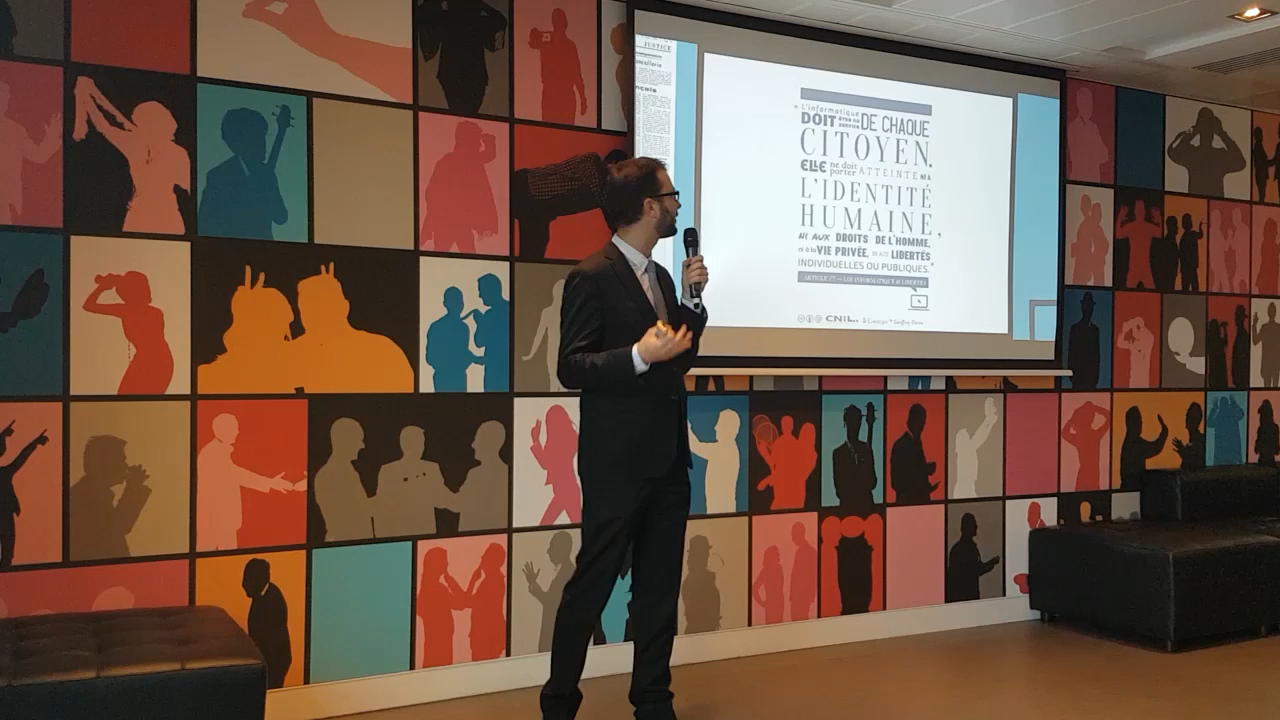 JUSTICE
"L'informatique
DOIT être au service DE CHAQUE
CITOYEN.
ELLE ne doit porter ATTEINTE NI À
L'IDENTITÉ
HUMAINE,
NI AUX DROITS DE L'HOMME,
ni à la VIE PRIVÉE, NI AUX LIBERTÉS
INDIVIDUELLES OU PUBLIQUES."
ARTICLE 1ER — LOI INFORMATIQUE & LIBERTÉS
CNIL.